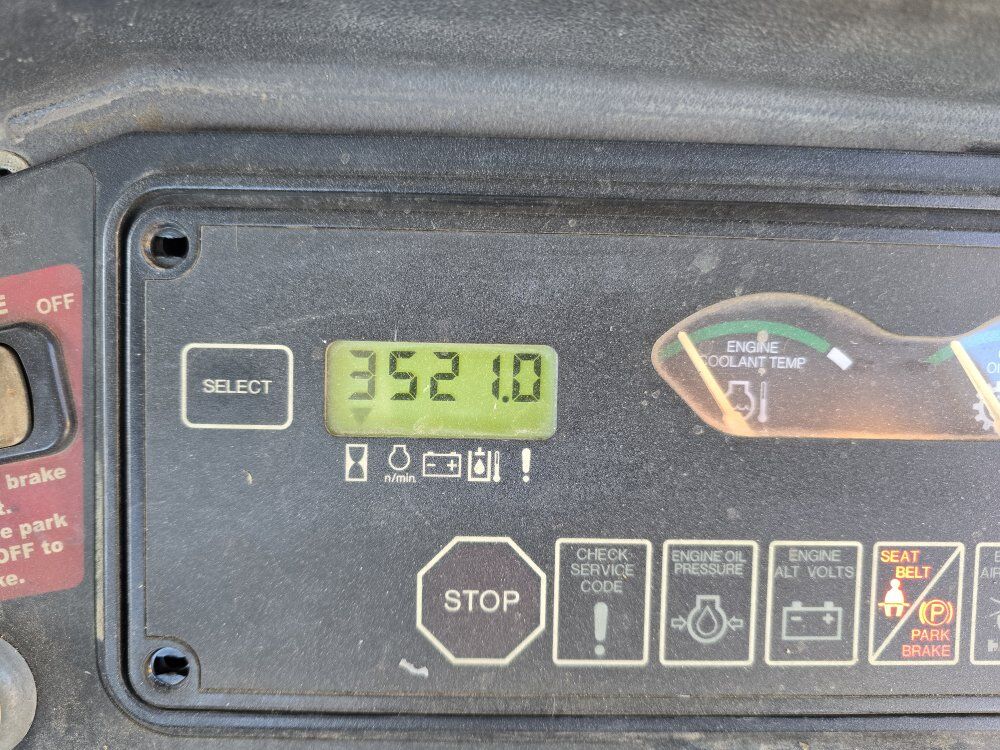 E OFF
SELECT
3521.0
n/min.
ENGINE
COOLANT TEMP
brake
t.
e park
OFF to
ke.
STOP
CHECK
SERVICE
CODE
!
ENGINE OIL
PRESSURE
ENGINE
ALT VOLTS
SEAT
BELT
(P)
PARK
BRAKE